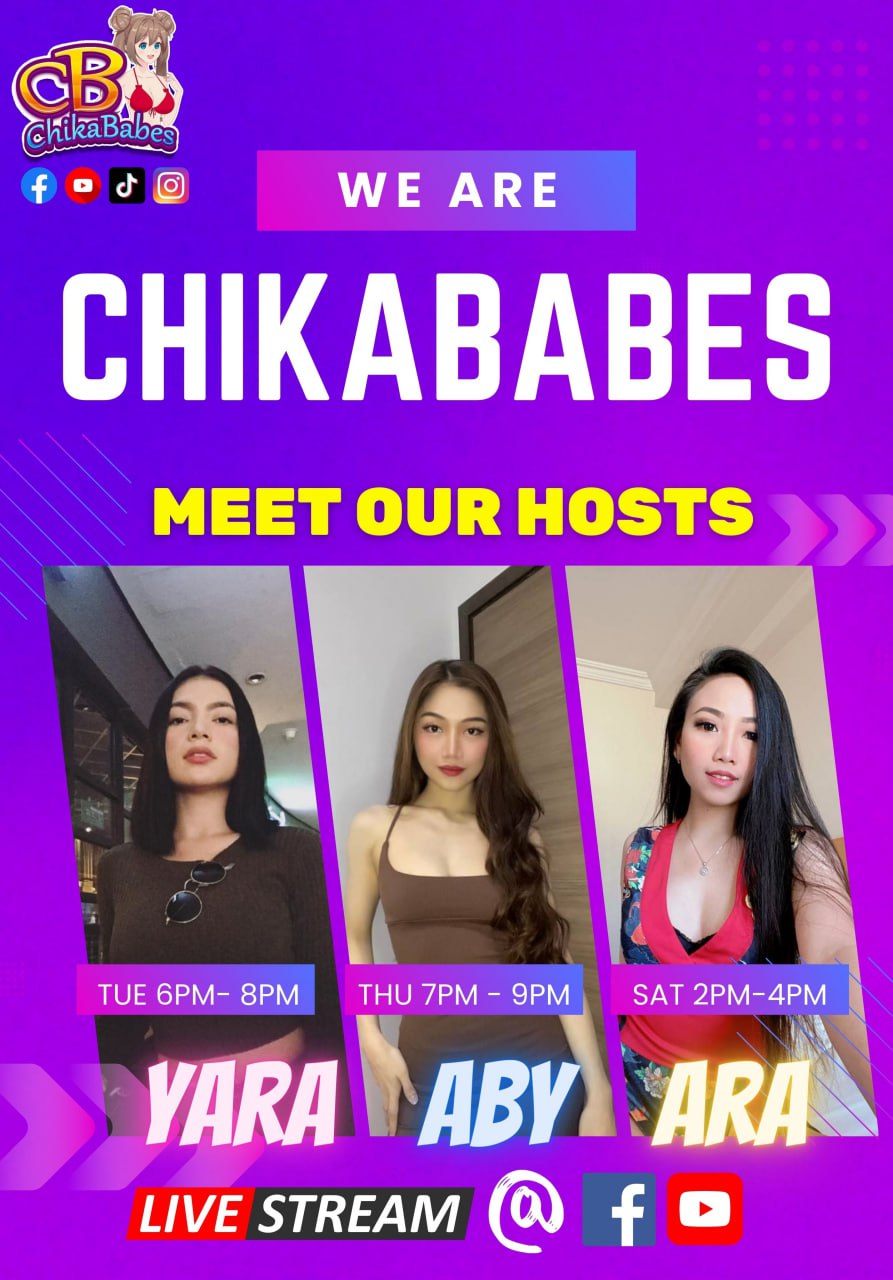 CB
ChikaBabes
WE ARE
CHIKABABES
MEET OUR HOSTS
TUE 6PM- 8PM
THU 7PM - 9PM
SAT 2PM-4PM
YARA
ABY
ARA
LIVE STREAM @